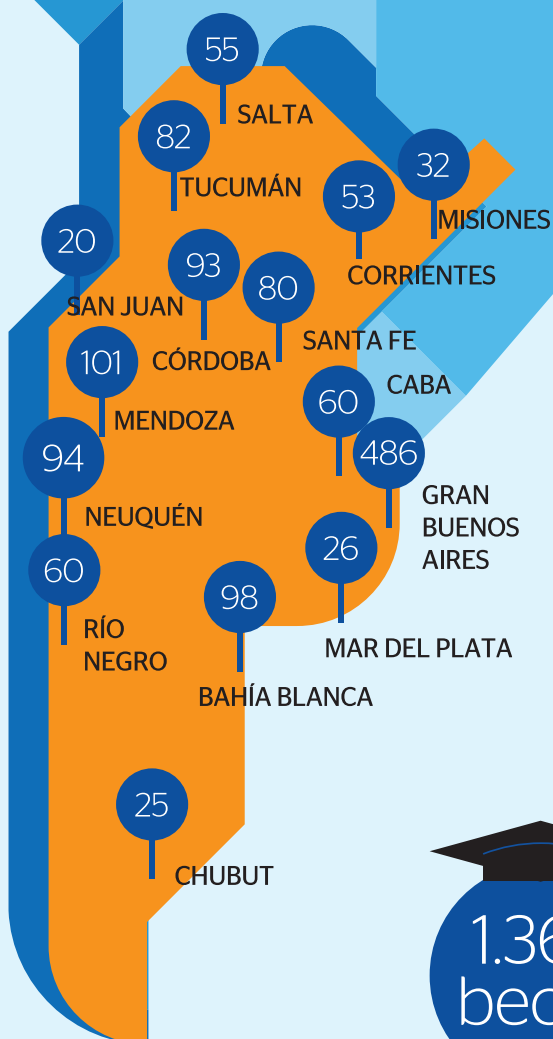 55
SALTA
82
TUCUMÁN
32
MISIONES
53
CORRIENTES
20
SAN JUAN
93
CÓRDOBA
80
SANTA FE
101
MENDOZA
60
CABA
486
GRAN
BUENOS
AIRES
94
NEUQUÉN
60
RÍO
NEGRO
26
MAR DEL PLATA
98
BAHÍA BLANCA
25
CHUBUT